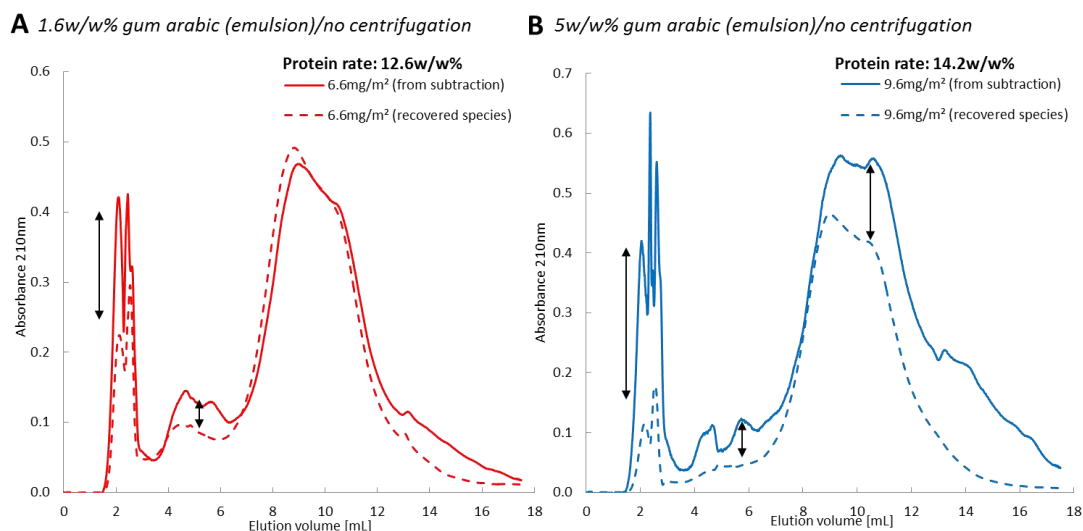 A 1.6w/w% gum arabic (emulsion)/no centrifugation
Protein rate: 12.6w/w%
6.6mg/m² (from subtraction)
6.6mg/m² (recovered species)
Absorbance 210nm
0.6
0.5
0.4
0.3
0.2
0.1
0.0
0 2 4 6 8 10 12 14 16 18
Elution volume [mL]
B 5w/w% gum arabic (emulsion)/no centrifugation
Protein rate: 14.2w/w%
9.6mg/m² (from subtraction)
9.6mg/m² (recovered species)
Absorbance 210nm
0.7
0.6
0.5
0.4
0.3
0.2
0.1
0.0
0 2 4 6 8 10 12 14 16 18
Elution volume [mL]